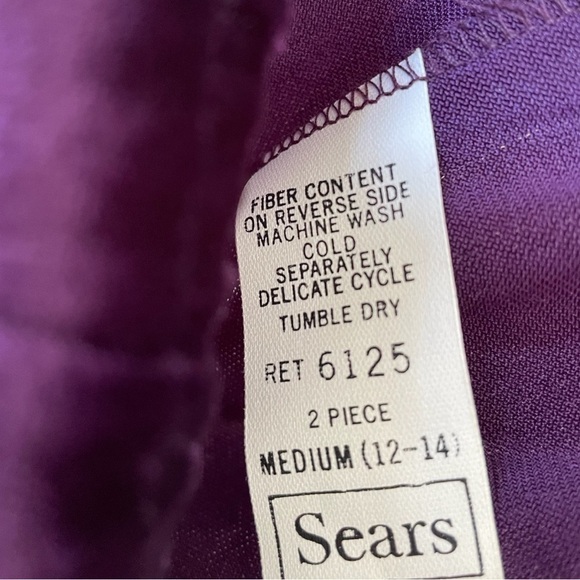 FIBER CONTENT
ON REVERSE SIDE
MACHINE WASH
COLD
SEPARATELY
DELICATE CYCLE
TUMBLE DRY
RET 6125
2 PIECE
MEDIUM (12-14)
Sears